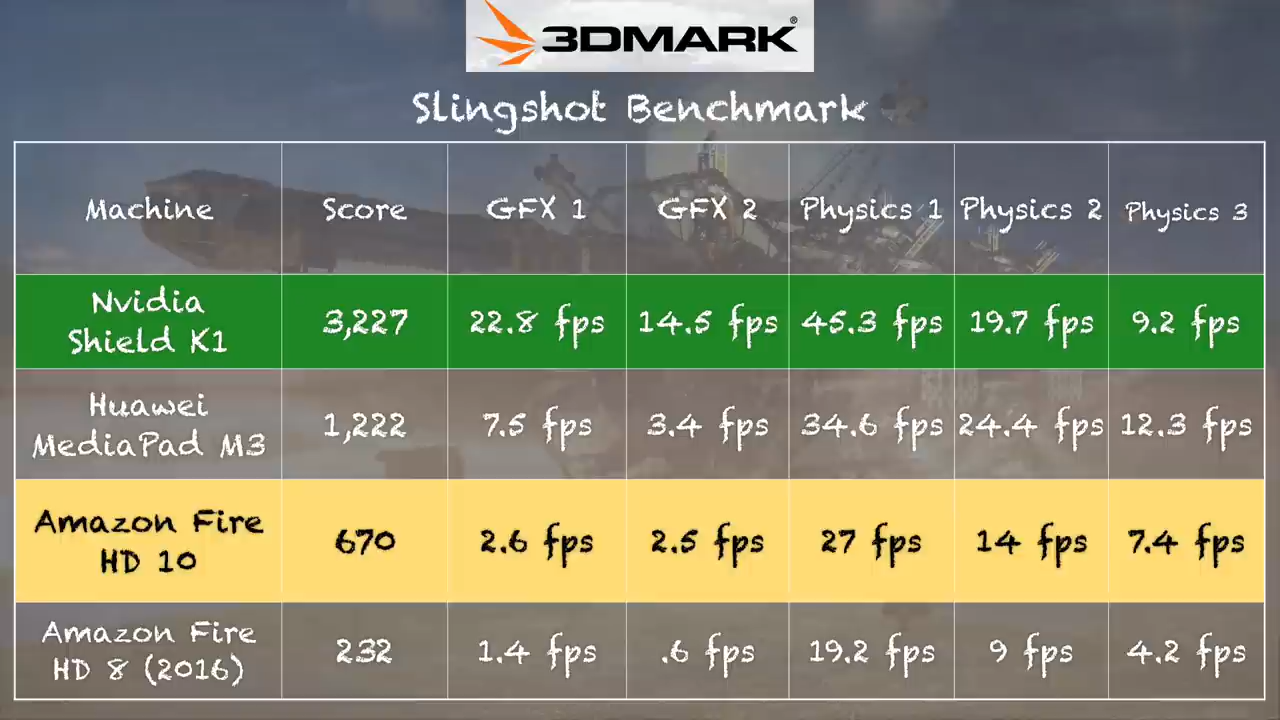 3DMARK®
Slingshot Benchmark
Machine Score GFX 1 GFX 2 Physics 1 Physics 2 Physics 3
Nvidia Shield K1 3,227 22.8 fps 14.5 fps 45.3 fps 19.7 fps 9.2 fps
Huawei MediaPad M3 1,222 7.5 fps 3.4 fps 34.6 fps 24.4 fps 12.3 fps
Amazon Fire HD 10 670 2.6 fps 2.5 fps 27 fps 14 fps 7.4 fps
Amazon Fire HD 8 (2016) 232 1.4 fps .6 fps 19.2 fps 9 fps 4.2 fps